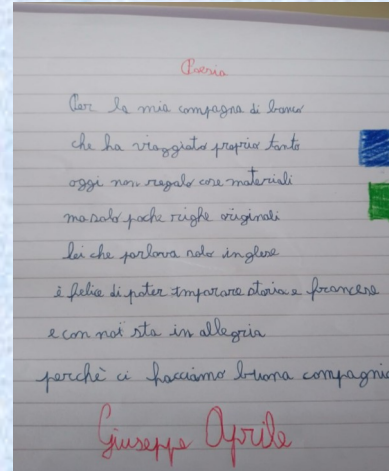 Poesia
Per la mia compagna di banco
che ha viaggiato proprio tanto
oggi non regalo cose materiali
ma solo poche righe originali
lei che parlava solo inglese
è felice di poter imparare storia e francese
e con noi sta in allegria
perchè ci facciamo buona compagnia
Giuseppe Aprile